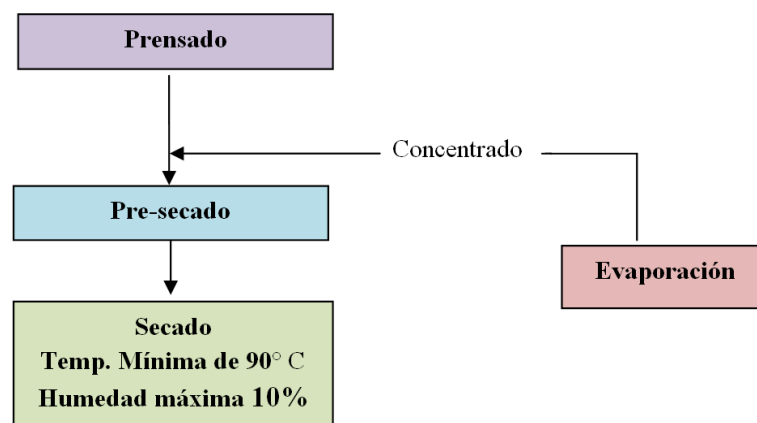 Prensado
Concentrado
Pre-secado
Evaporación
Secado
Temp. Mínima de 90° C
Humedad máxima 10%